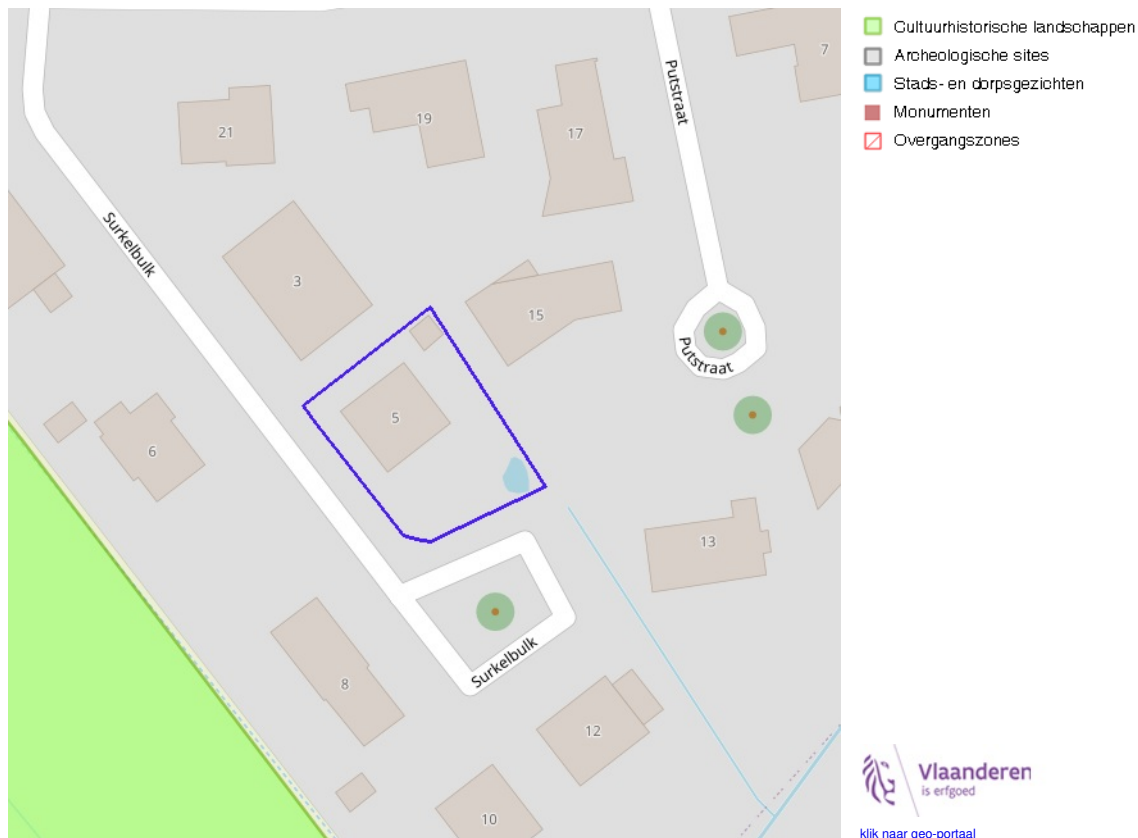 Cultuurhistorische landschappen
Archeologische sites
Stads- en dorpsgezichten
Monumenten
Overgangszones
Putstraat
7
21
19
17
Surkelbulk
3
15
Putstraat
5
6
13
Surkelbulk
8
12
10
Vlaanderen
is erfgoed
klik naar geo-portaal